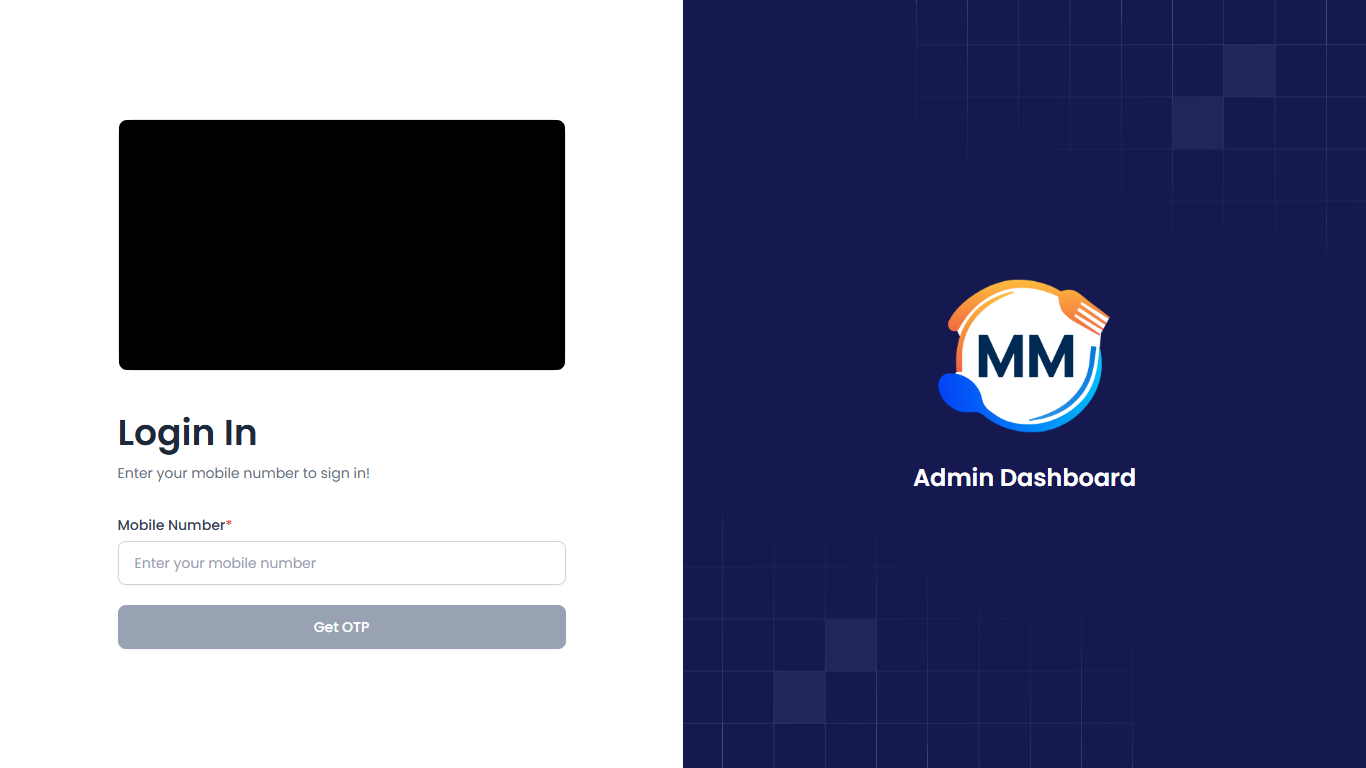 Login In
Enter your mobile number to sign in!
Mobile Number*
Enter your mobile number
Get OTP
MM
Admin Dashboard